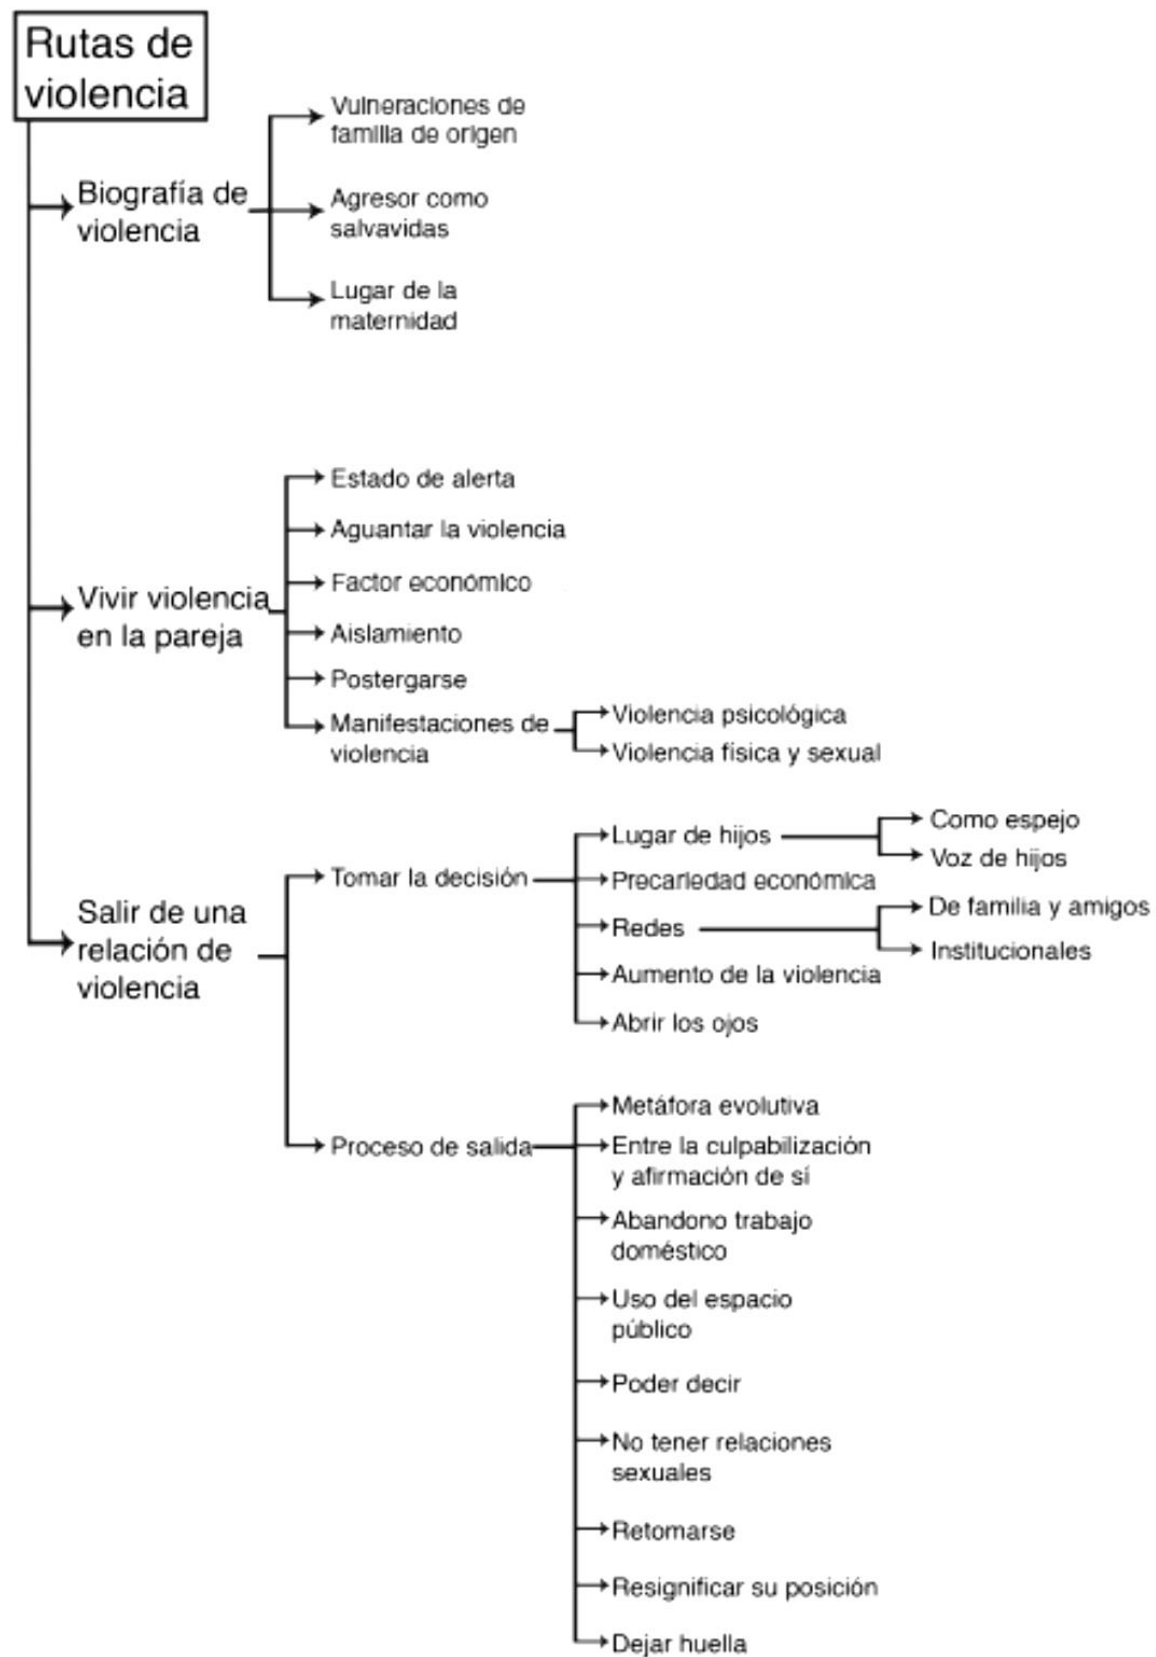 Rutas de
violencia
Biografía de
violencia
Vulneraciones de
familia de origen
Agresor como
salvavidas
Lugar de la
maternidad
Vivir violencia
en la pareja
Estado de alerta
Aguantar la violencia
Factor económico
Aislamiento
Postergarse
Manifestaciones de
violencia
Violencia psicológica
Violencia física y sexual
Salir de una
relación de
violencia
Tomar la decisión
Lugar de hijos
Como espejo
Voz de hijos
Precariedad económica
Redes
De familia y amigos
Institucionales
Aumento de la violencia
Abrir los ojos
Proceso de salida
Metáfora evolutiva
Entre la culpabilización
y afirmación de sí
Abandono trabajo
doméstico
Uso del espacio
público
Poder decir
No tener relaciones
sexuales
Retomarse
Resignificar su posición
Dejar huella